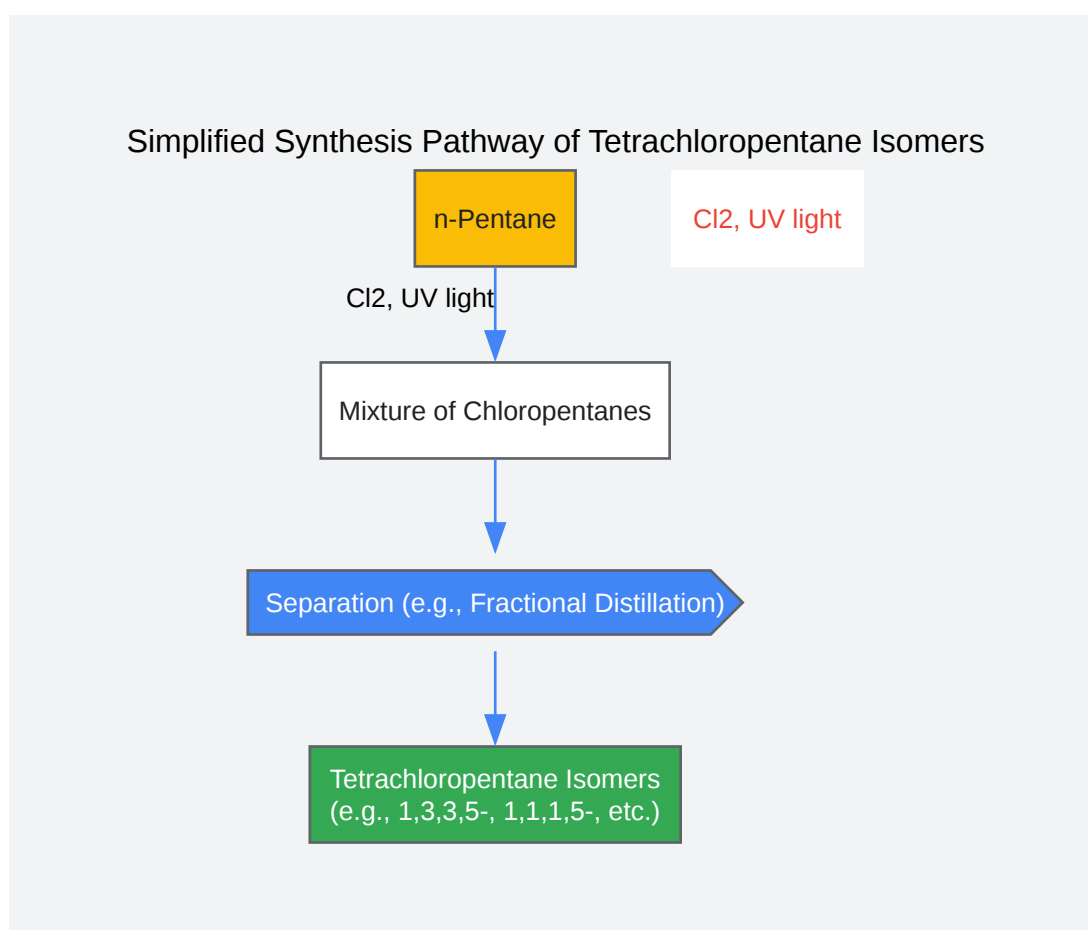 Simplified Synthesis Pathway of Tetrachloropentane Isomers
n-Pentane
Cl2, UV light
Cl2, UV light
Mixture of Chloropentanes
Separation (e.g., Fractional Distillation)
Tetrachloropentane Isomers
(e.g., 1,3,3,5-, 1,1,1,5-, etc.)